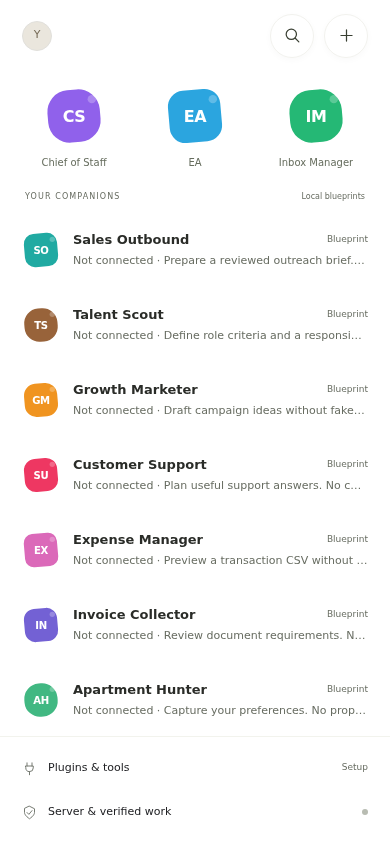 Y
CS
EA
IM
Chief of Staff
EA
Inbox Manager
YOUR COMPANIONS
Local blueprints
SO
Sales Outbound
Blueprint
Not connected · Prepare a reviewed outreach brief....
TS
Talent Scout
Blueprint
Not connected · Define role criteria and a responsi...
GM
Growth Marketer
Blueprint
Not connected · Draft campaign ideas without fake...
SU
Customer Support
Blueprint
Not connected · Plan useful support answers. No c...
EX
Expense Manager
Blueprint
Not connected · Preview a transaction CSV without ...
IN
Invoice Collector
Blueprint
Not connected · Review document requirements. N...
AH
Apartment Hunter
Blueprint
Not connected · Capture your preferences. No prop...
Plugins & tools
Setup
Server & verified work